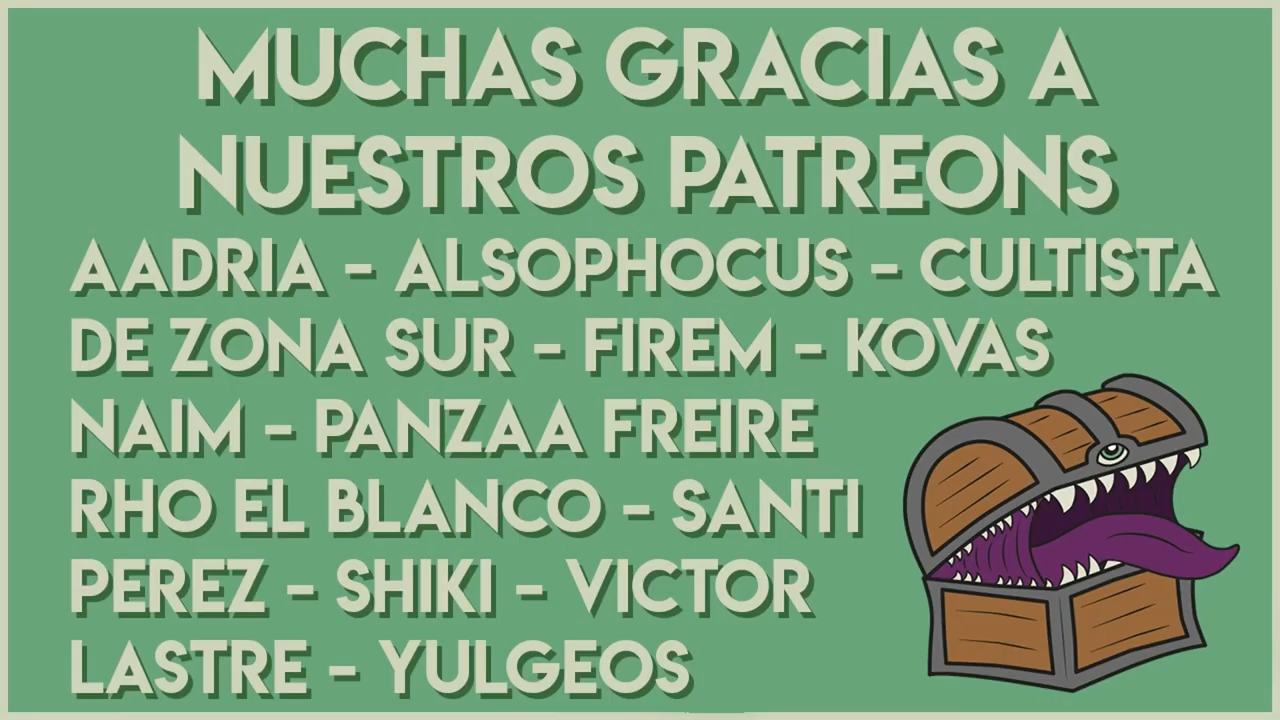 MUCHAS GRACIAS A
NUESTROS PATREONS
AADRIA - ALSOPHOCUS - CULTISTA
DE ZONA SUR - FIREM - KOVAS
NAIM - PANZAA FREIRE
RHO EL BLANCO - SANTI
PEREZ - SHIKI - VICTOR
LASTRE - YULGEOS